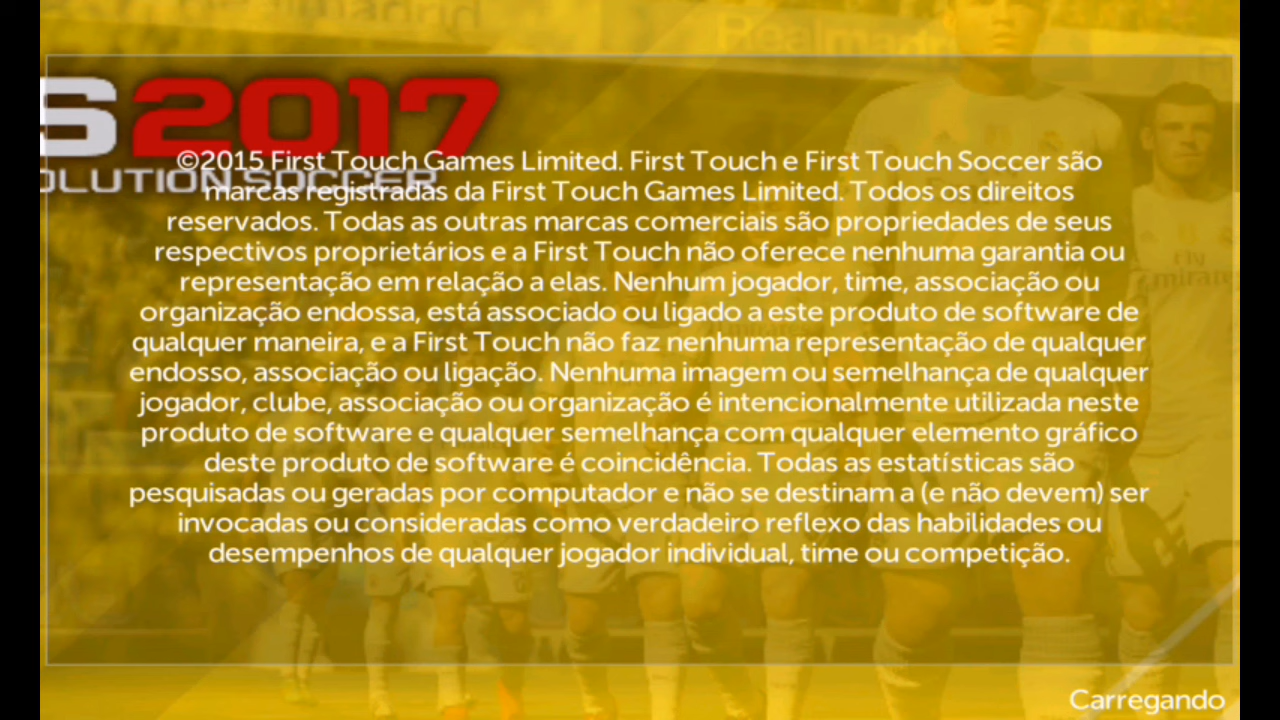 Realmadrid
S 2017
OLUTION SOCCER
©2015 First Touch Games Limited. First Touch e First Touch Soccer são
marcas registradas da First Touch Games Limited. Todos os direitos
reservados. Todas as outras marcas comerciais são propriedades de seus
respectivos proprietários e a First Touch não oferece nenhuma garantia ou
representação em relação a elas. Nenhum jogador, time, associação ou
organização endossa, está associado ou ligado a este produto de software de
qualquer maneira, e a First Touch não faz nenhuma representação de qualquer
endosso, associação ou ligação. Nenhuma imagem ou semelhança de qualquer
jogador, clube, associação ou organização é intencionalmente utilizada neste
produto de software e qualquer semelhança com qualquer elemento gráfico
deste produto de software é coincidência. Todas as estatísticas são
pesquisadas ou geradas por computador e não se destinam a (e não devem) ser
invocadas ou consideradas como verdadeiro reflexo das habilidades ou
desempenhos de qualquer jogador individual, time ou competição.
Fly
Emirates
Carregando